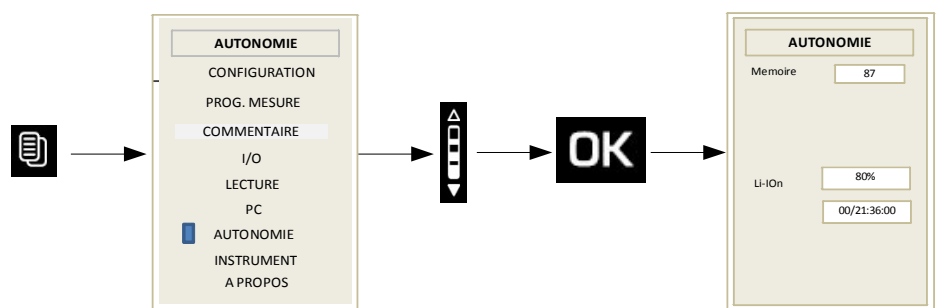 AUTONOMIE
CONFIGURATION
PROG. MESURE
COMMENTAIRE
I/O
LECTURE
PC
AUTONOMIE
INSTRUMENT
A PROPOS
OK
AUTONOMIE
Memoire 87
Li-IOn 80%
00/21:36:00